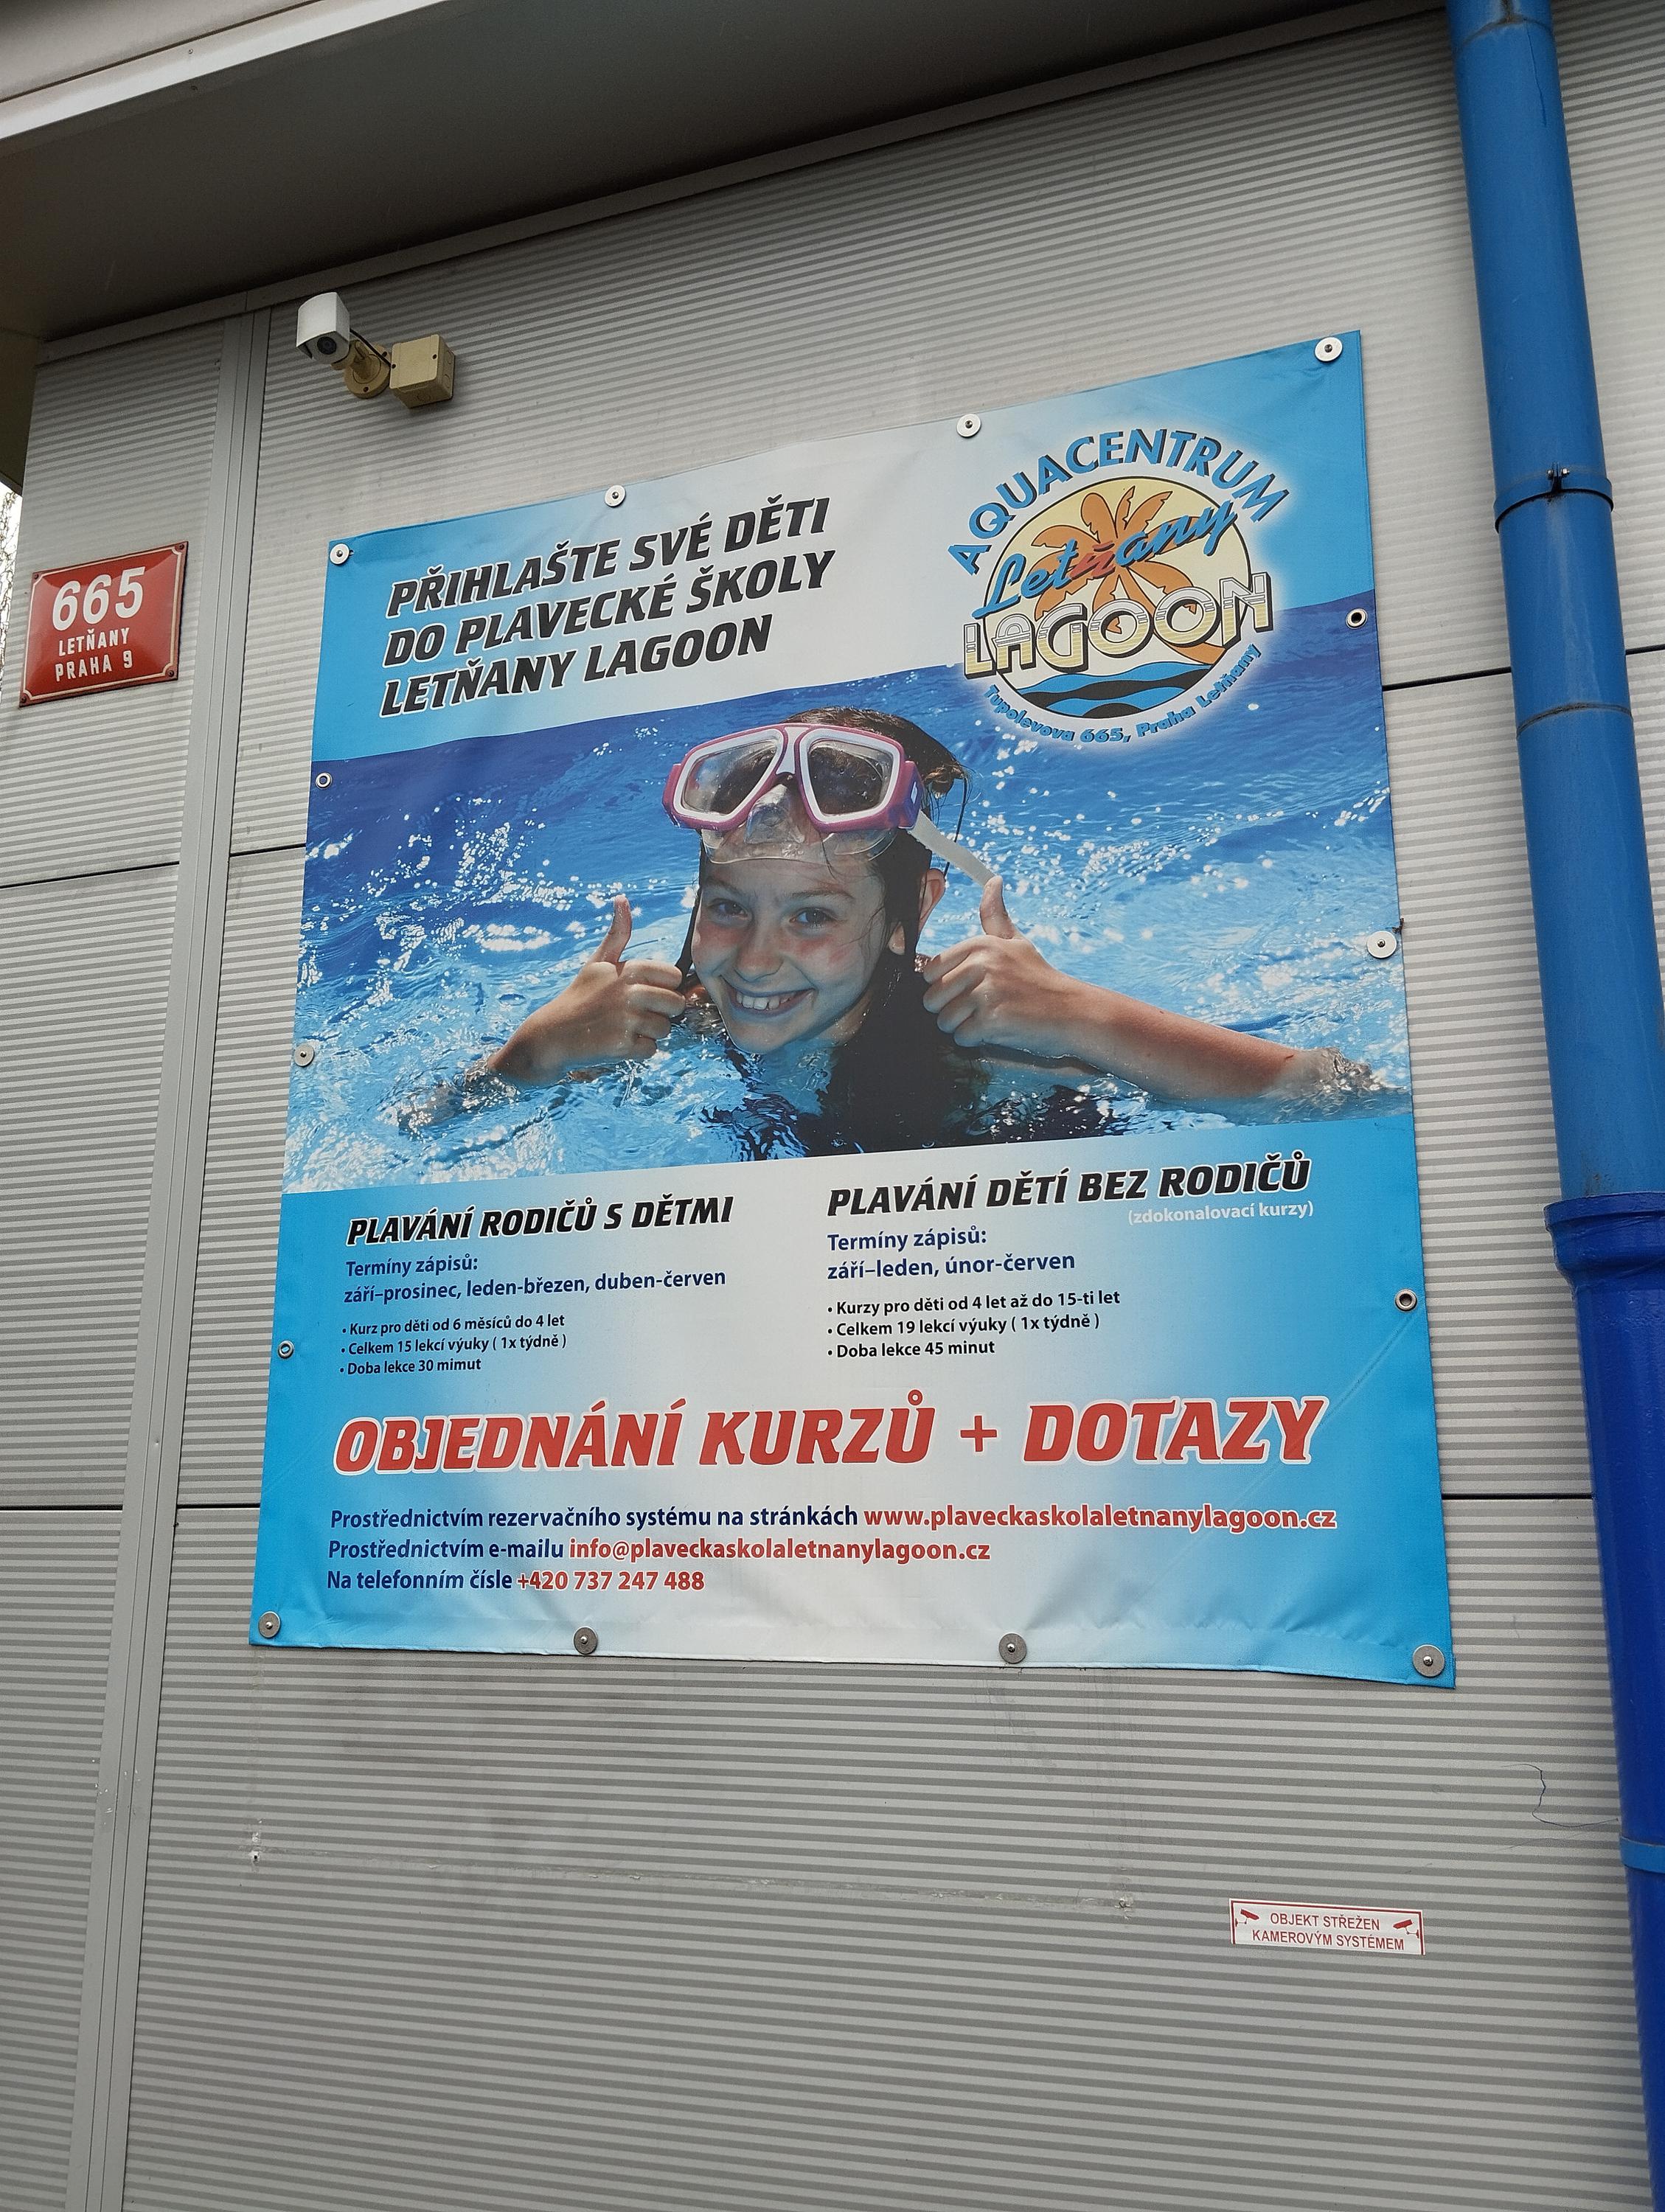 665
LETŇANY
PRAHA 9
PŘIHLAŠTE SVÉ DĚTI
DO PLAVECKÉ ŠKOLY
LETŇANY LAGOON
AQUACENTRUM
Letňany
LAGOON
Tupolevova 665, Praha Letňany
PLAVÁNÍ RODIČŮ S DĚTMI
Termíny zápisů:
září–prosinec, leden-březen, duben-červen
• Kurz pro děti od 6 měsíců do 4 let
• Celkem 15 lekcí výuky ( 1x týdně )
• Doba lekce 30 mimut
PLAVÁNÍ DĚTÍ BEZ RODIČŮ
(zdokonalovací kurzy)
Termíny zápisů:
září–leden, únor-červen
• Kurzy pro děti od 4 let až do 15-ti let
• Celkem 19 lekcí výuky ( 1x týdně )
• Doba lekce 45 minut
OBJEDNÁNÍ KURZŮ + DOTAZY
Prostřednictvím rezervačního systému na stránkách www.plaveckaskolaletnanylagoon.cz
Prostřednictvím e-mailu info@plaveckaskolaletnanylagoon.cz
Na telefonním čísle +420 737 247 488
OBJEKT STŘEŽEN
KAMEROVÝM SYSTÉMEM